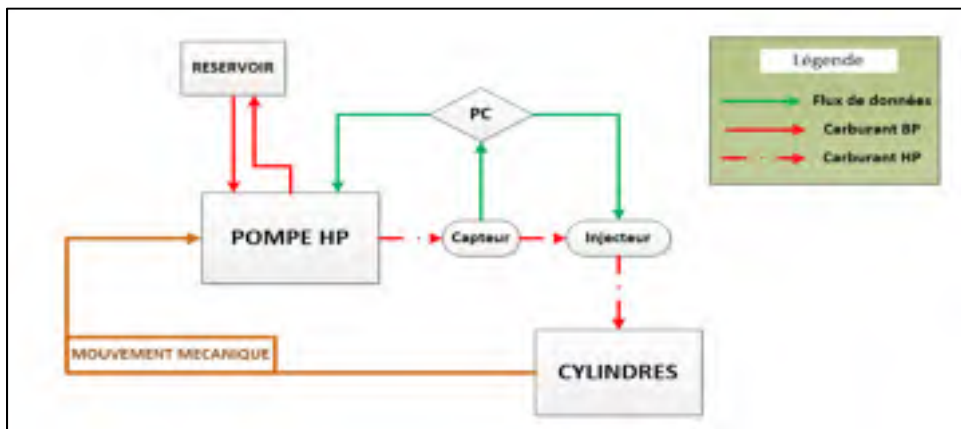 RESERVOIR
PC
Légende
Flux de données
Carburant BP
Carburant HP
POMPE HP
Capteur
Injecteur
MOUVEMENT MECANIQUE
CYLINDRES